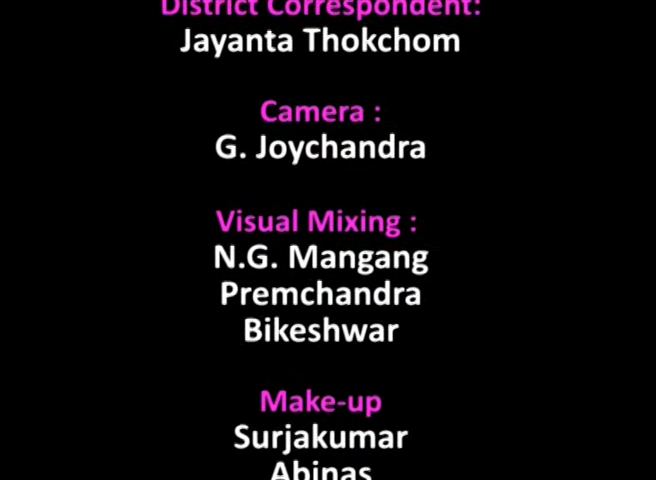 District Correspondent:
Jayanta Thokchom
Camera :
G. Joychandra
Visual Mixing :
N.G. Mangang
Premchandra
Bikeshwar
Make-up
Surjakumar
Abinas